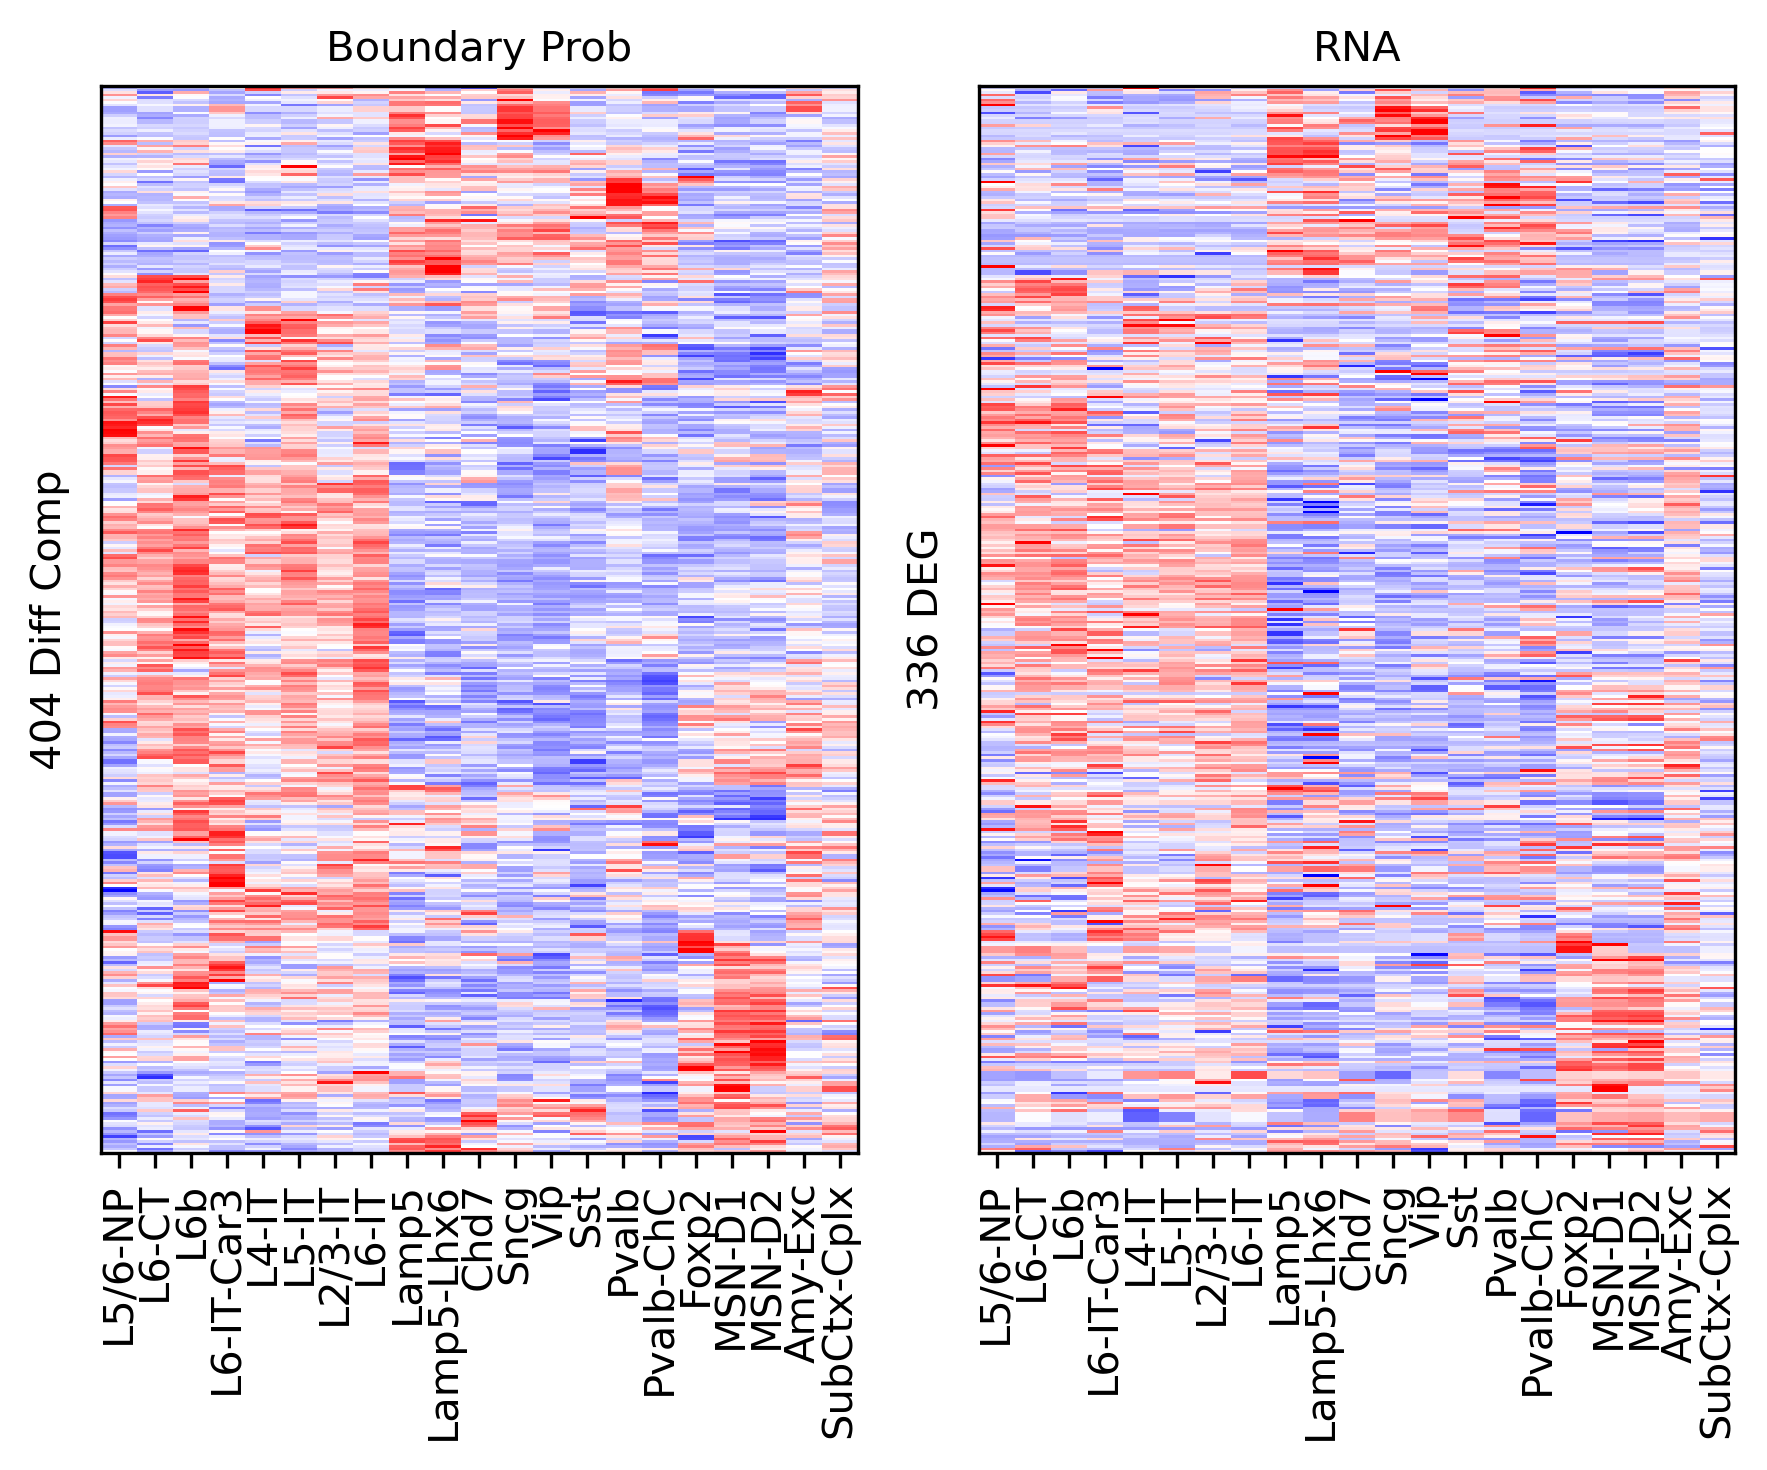 Boundary Prob
RNA
404 Diff Comp
336 DEG
L5/6-NP
L6-CT
L6b
L6-IT-Car3
L4-IT
L5-IT
L2/3-IT
L6-IT
Lamp5
Lamp5-Lhx6
Chd7
Sncg
Vip
Sst
Pvalb
Pvalb-ChC
Foxp2
MSN-D1
MSN-D2
Amy-Exc
SubCtx-Cplx
L5/6-NP
L6-CT
L6b
L6-IT-Car3
L4-IT
L5-IT
L2/3-IT
L6-IT
Lamp5
Lamp5-Lhx6
Chd7
Sncg
Vip
Sst
Pvalb
Pvalb-ChC
Foxp2
MSN-D1
MSN-D2
Amy-Exc
SubCtx-Cplx